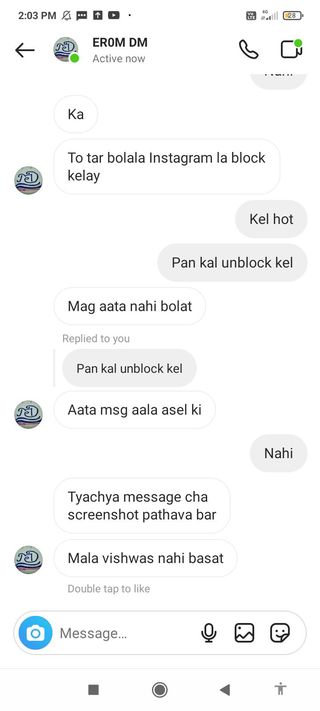 2:03 PM
28
EROM DM
Active now
Nahi
Ka
To tar bolala Instagram la block
kelay
Kel hot
Pan kal unblock kel
Mag aata nahi bolat
Replied to you
Pan kal unblock kel
Aata msg aala asel ki
Nahi
Tyachya message cha
screenshot pathava bar
Mala vishwas nahi basat
Double tap to like
Message...